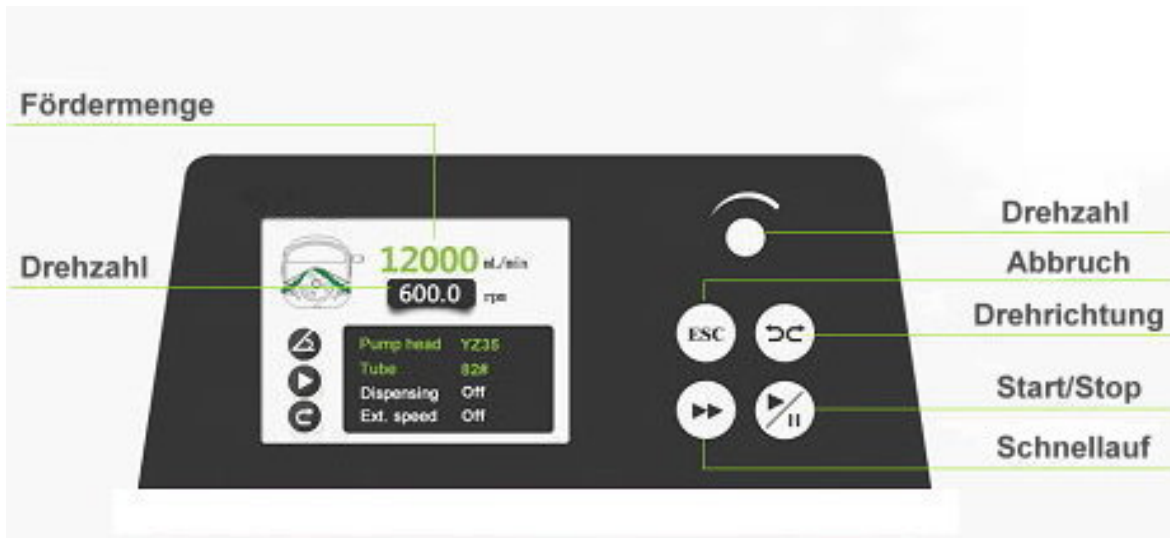 Fördermenge
Drehzahl
12000 mL/min
600.0 rpm
Pump head YZ35
Tube 82#
Dispensing Off
Ext. speed Off
ESC
Drehzahl
Abbruch
Drehrichtung
Start/Stop
Schnellauf